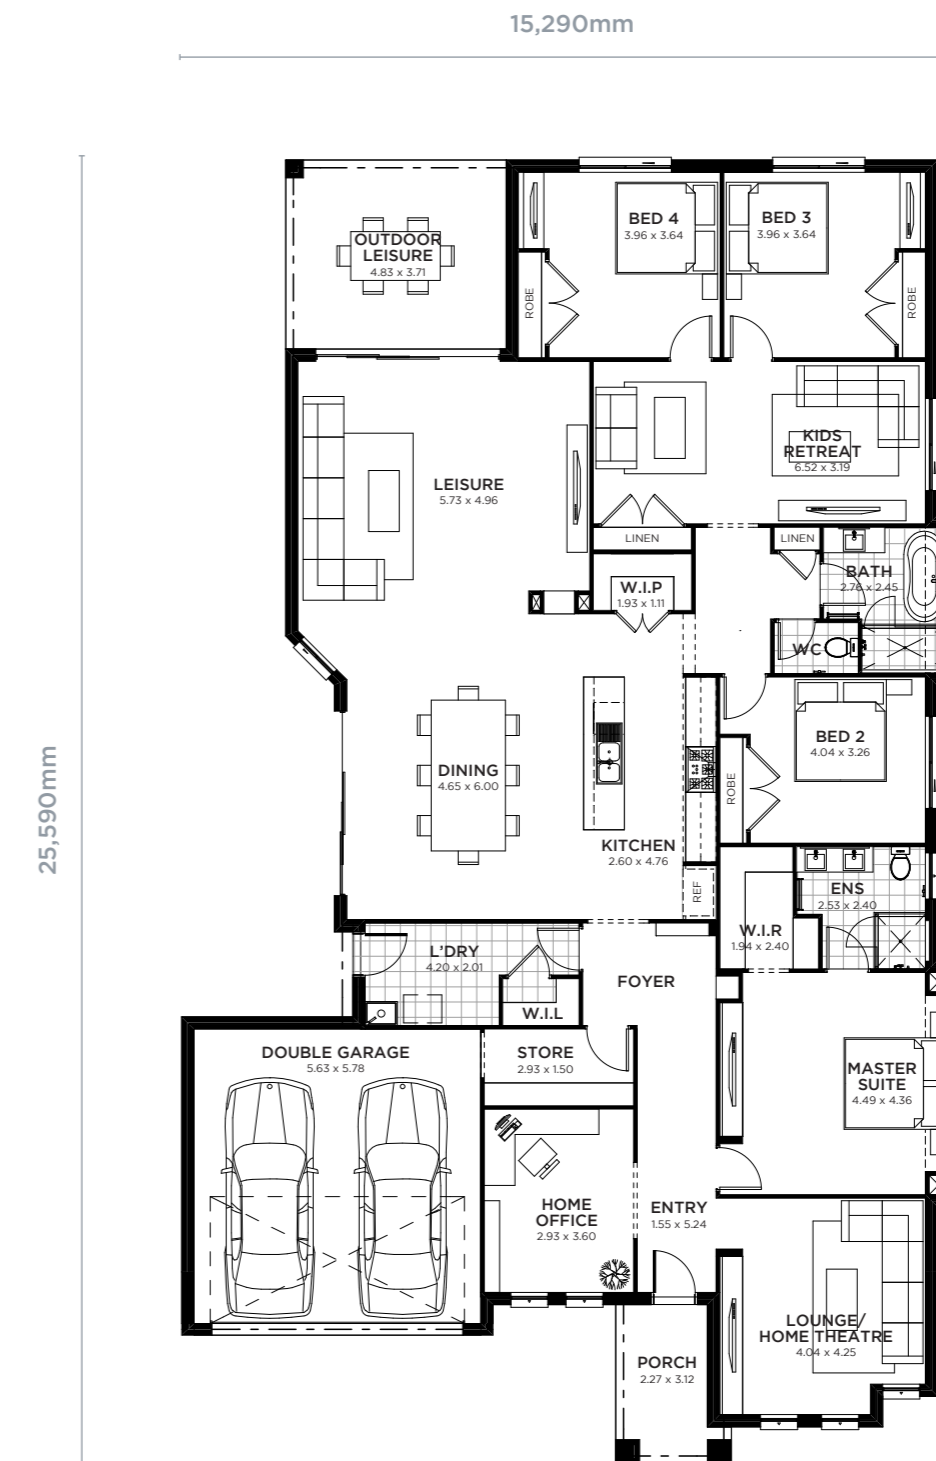 15,290mm
25,590mm
OUTDOOR
LEISURE
4.83 x 3.71
BED 4
3.96 x 3.64
BED 3
3.96 x 3.64
ROBE
ROBE
KIDS
RETREAT
6.52 x 3.19
LEISURE
5.73 x 4.96
LINEN
LINEN
W.I.P
1.93 x 1.11
BATH
2.76 x 2.45
WC
BED 2
4.04 x 3.26
ROBE
DINING
4.65 x 6.00
KITCHEN
2.60 x 4.76
REF
ENS
2.53 x 2.40
W.I.R
1.94 x 2.40
L'DRY
4.20 x 2.01
FOYER
W.I.L
DOUBLE GARAGE
5.63 x 5.78
STORE
2.93 x 1.50
MASTER
SUITE
4.49 x 4.36
HOME
OFFICE
2.93 x 3.60
ENTRY
1.55 x 5.24
LOUNGE/
HOME THEATRE
4.04 x 4.25
PORCH
2.27 x 3.12